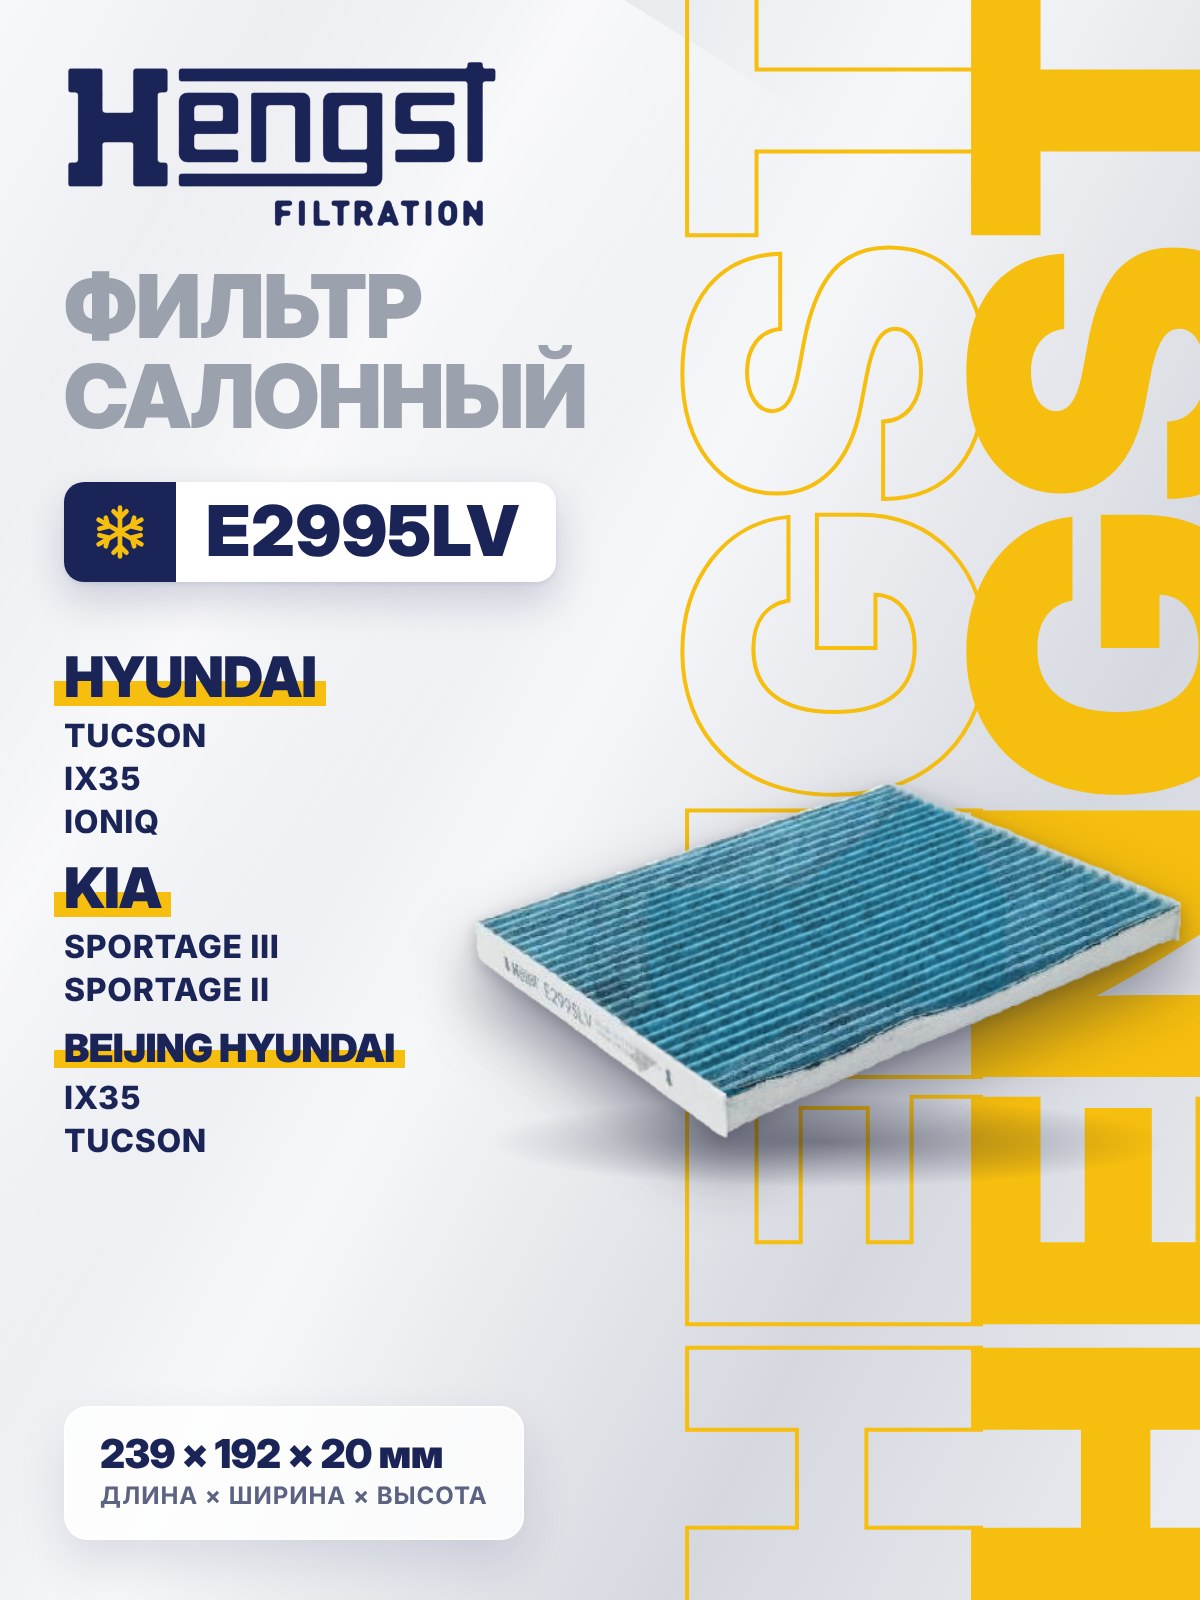 Hengst
FILTRATION
ФИЛЬТР
САЛОННЫЙ
E2995LV
HYUNDAI
TUCSON
IX35
IONIQ
KIA
SPORTAGE III
SPORTAGE II
BEIJING HYUNDAI
IX35
TUCSON
239 × 192 × 20 мм
ДЛИНА × ШИРИНА × ВЫСОТА
HENGST
HENGST
Hengst E2995LV